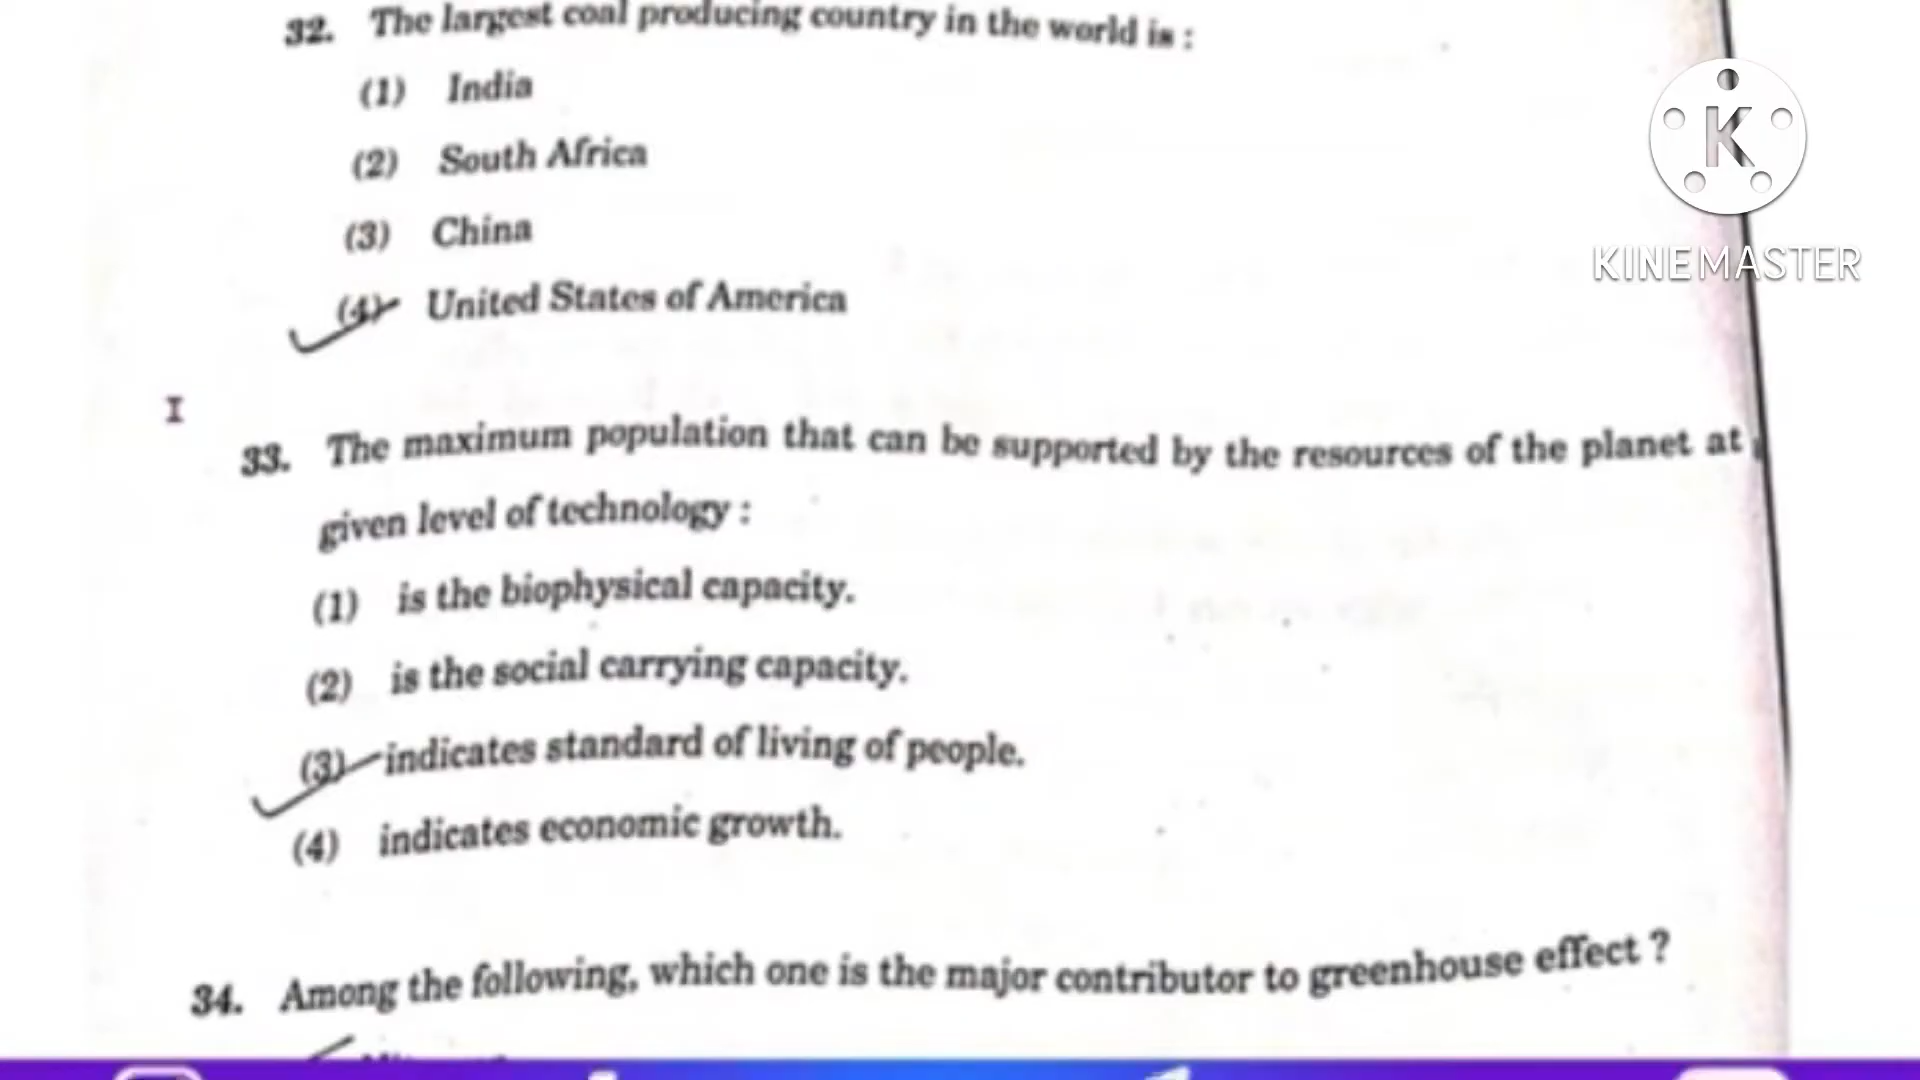 32. The largest coal producing country in the world is :
(1) India
(2) South Africa
(3) China
(4) United States of America
I
33. The maximum population that can be supported by the resources of the planet at
given level of technology :
(1) is the biophysical capacity.
(2) is the social carrying capacity.
(3) indicates standard of living of people.
(4) indicates economic growth.
34. Among the following, which one is the major contributor to greenhouse effect ?
K
KINEMASTER